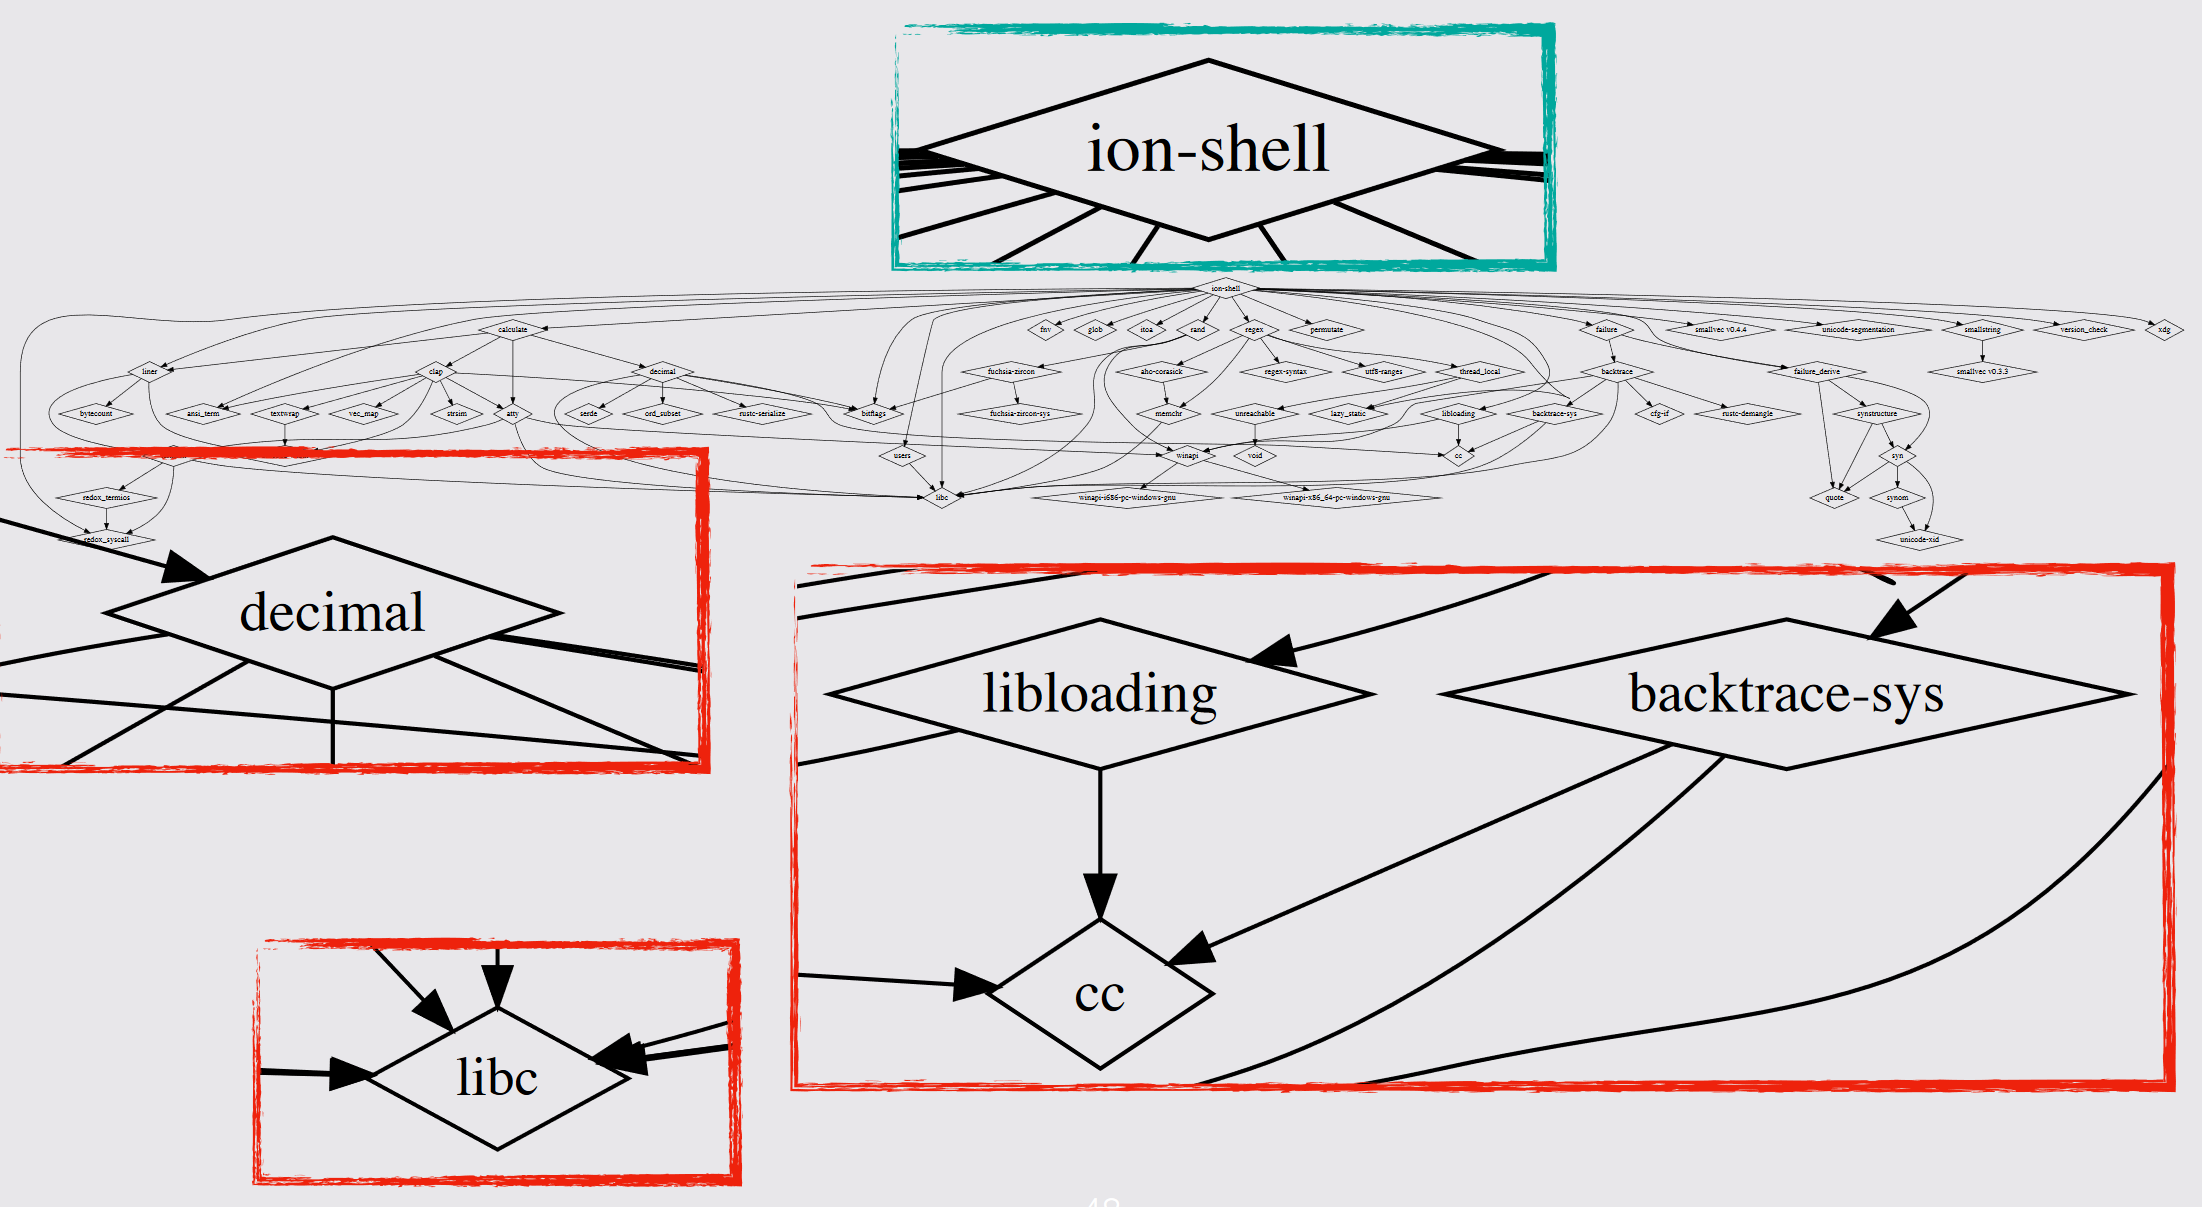 ion-shell
ion-shell
calculate
fnv
glob
itoa
rand
regex
permutate
failure
smallvec v0.4.4
unicode-segmentation
smallstring
version_check
xdg
liner
clap
decimal
fuchsia-zircon
aho-corasick
regex-syntax
utf8-ranges
thread_local
backtrace
failure_derive
smallvec v0.3.3
bytecount
ansi_term
textwrap
vec_map
strsim
atty
serde
ord_subset
rustc-serialize
bitflags
fuchsia-zircon-sys
memchr
unreachable
lazy_static
libloading
backtrace-sys
cfg-if
rustc-demangle
synstructure
users
winapi
void
cc
syn
redox_termios
libc
winapi-i686-pc-windows-gnu
winapi-x86_64-pc-windows-gnu
quote
synom
redox_syscall
unicode-xid
decimal
libloading
backtrace-sys
cc
libc